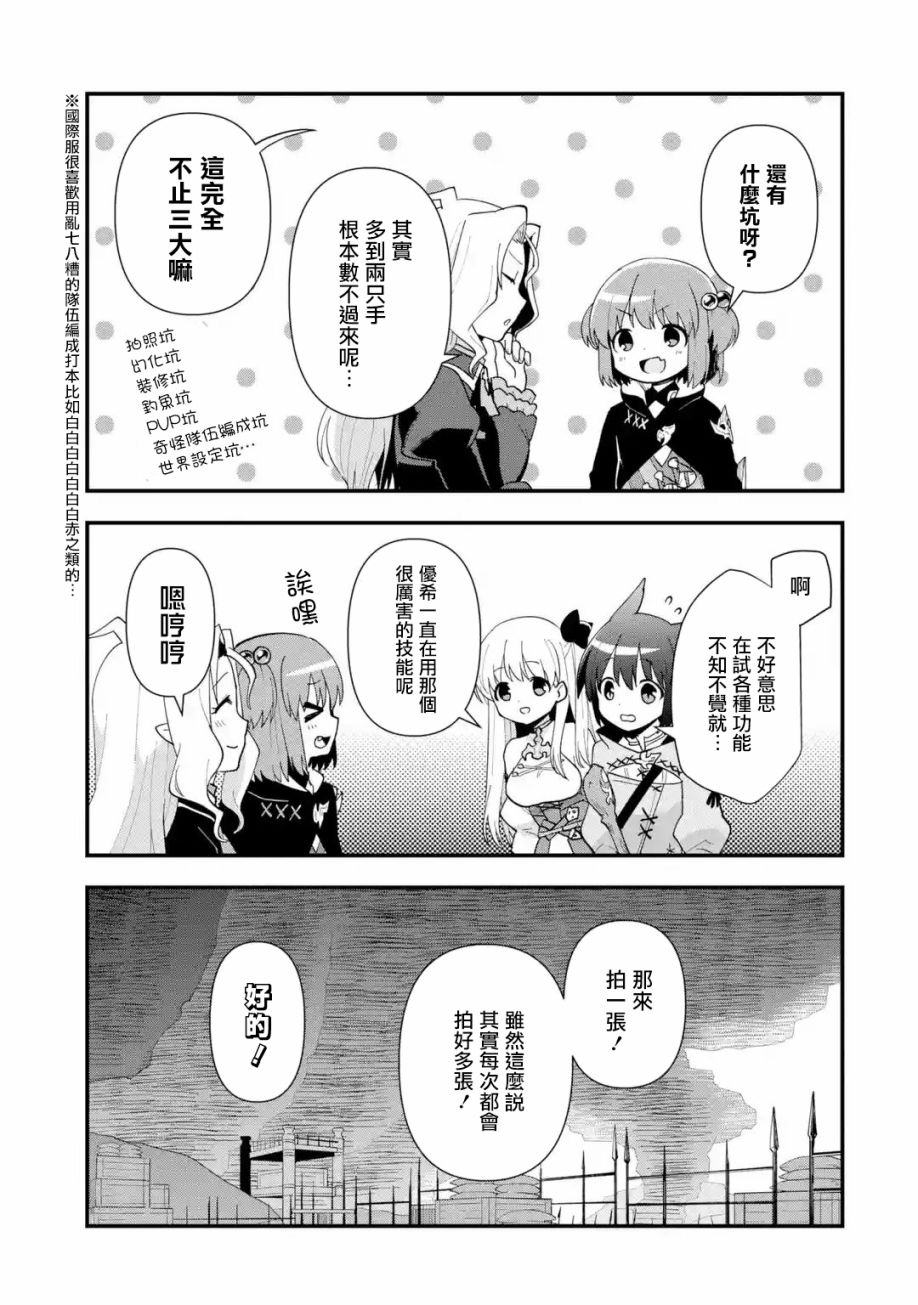 還有
什麼坑呀?
其實
多到兩只手
根本數不過來呢…
這完全
不止三大嘛
拍照坑
幻化坑
裝修坑
釣魚坑
PVP坑
奇怪隊伍編成坑
世界設定坑…
※國際服很喜歡用亂七八糟的隊伍編成打本比如白白白白白白白赤之類的…
啊
不好意思
在試各種功能
不知不覺就…
優希一直在用那個
很厲害的技能呢
誒嘿
嗯哼哼
那來
拍一張!
雖然這麼說
其實每次都會
拍好多張!
好的!